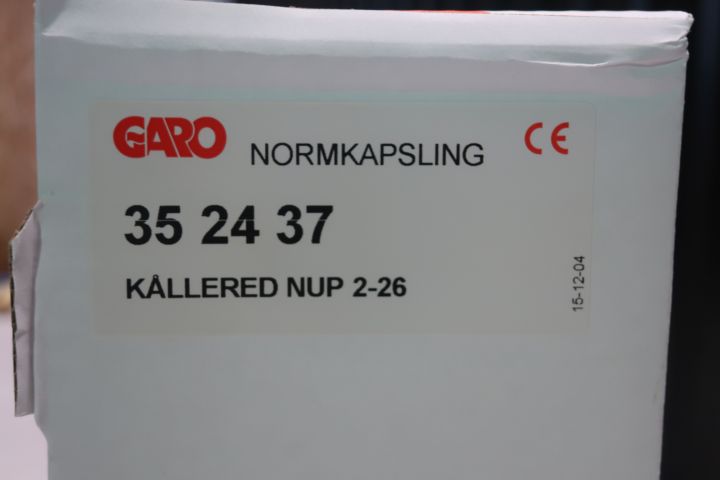 GARO NORMKAPSLING CE
35 24 37
KÅLLERED NUP 2-26
15-12-04